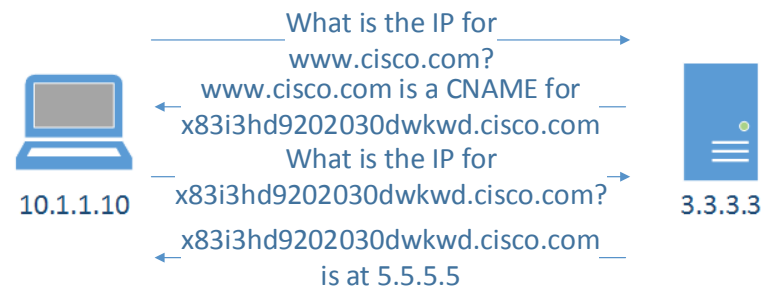 What is the IP for
www.cisco.com?
www.cisco.com is a CNAME for
x83i3hd9202030dwkwd.cisco.com
What is the IP for
x83i3hd9202030dwkwd.cisco.com?
10.1.1.10
3.3.3.3
x83i3hd9202030dwkwd.cisco.com
is at 5.5.5.5